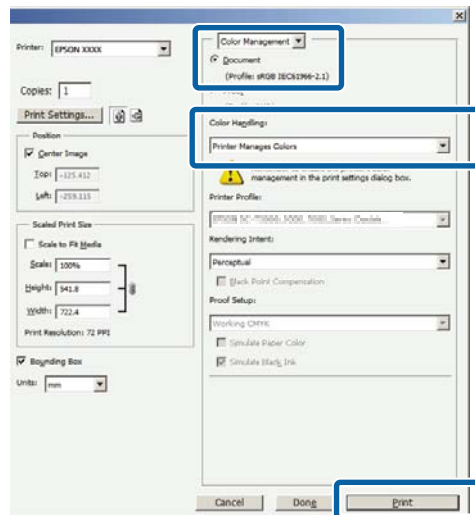 Printer: EPSON XXXX
Copies: 1
Print Settings...
Position
Center Image
Top: -125.412
Left: -259.115
Scaled Print Size
Scale to Fit Media
Scale: 100%
Height: 541.8
Width: 722.4
Print Resolution: 72 PPI
Bounding Box
Units: mm
Color Management
Document
(Profile: sRGB IEC61966-2.1)
Color Handling:
Printer Manages Colors
management in the print settings dialog box.
Printer Profile:
Rendering Intent:
Perceptual
Black Point Compensation
Proof Setup:
Working CMYK
Simulate Paper Color
Simulate Black Ink
Cancel
Done
Print